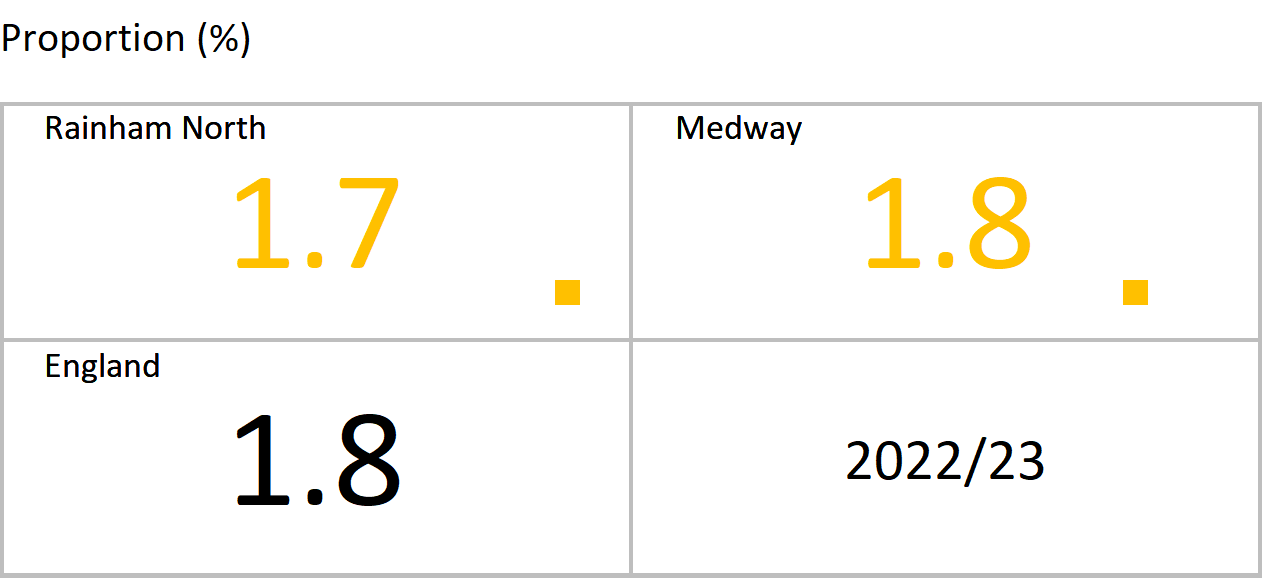 Proportion (%)
Rainham North
1.7
Medway
1.8
England
1.8
2022/23